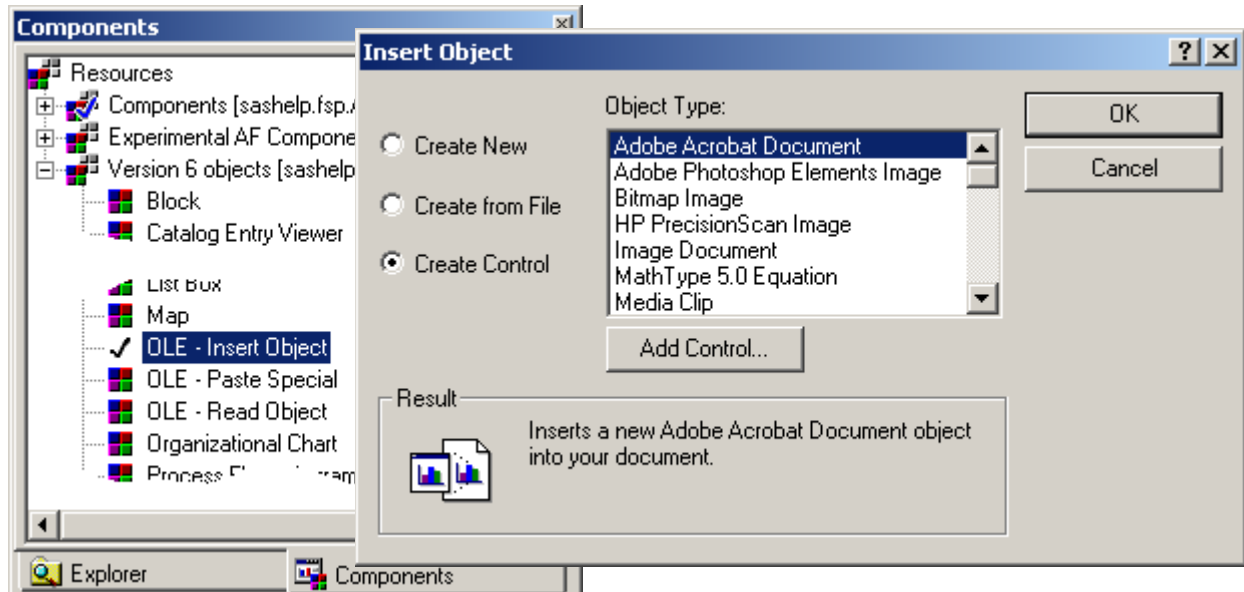 Components
Resources
Components [sashelp.fsp.
Experimental AF Compone
Version 6 objects [sashelp
Block
Catalog Entry Viewer
List Box
Map
OLE - Insert Object
OLE - Paste Special
OLE - Read Object
Organizational Chart
Process
Explorer
Components
Insert Object
Create New
Create from File
Create Control
Object Type:
Adobe Acrobat Document
Adobe Photoshop Elements Image
Bitmap Image
HP PrecisionScan Image
Image Document
MathType 5.0 Equation
Media Clip
Add Control...
OK
Cancel
Result
Inserts a new Adobe Acrobat Document object
into your document.